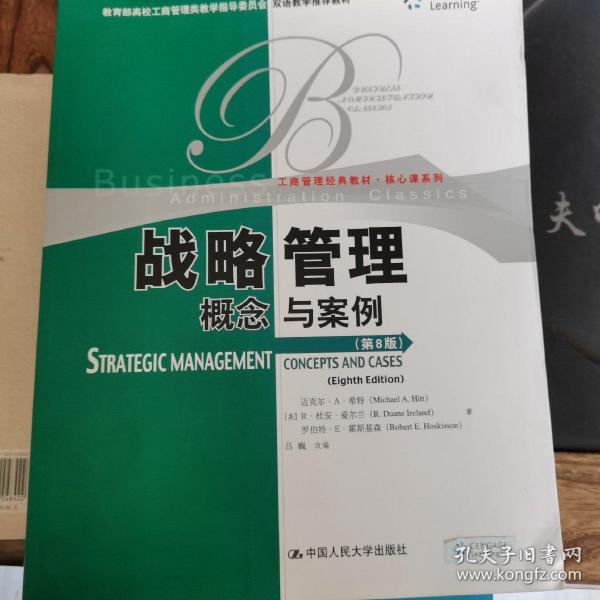 教育部高校工商管理类教学指导委员会双语教学推荐教材
Learning™
B
BUSINESS
ADMINISTRATION
CLASSICS
工商管理经典教材·核心课系列
Business
Administration Classics
战略管理
概念与案例
(第8版)
STRATEGIC MANAGEMENT CONCEPTS AND CASES
(Eighth Edition)
迈克尔·A·希特 (Michael A. Hitt)
[美] R·杜安·爱尔兰 (R. Duane Ireland) 著
罗伯特·E·霍斯基森 (Robert E. Hoskisson)
吕巍 改编
中国人民大学出版社
CENGAGE
夫
孔夫子旧书网
www.kongfz.com